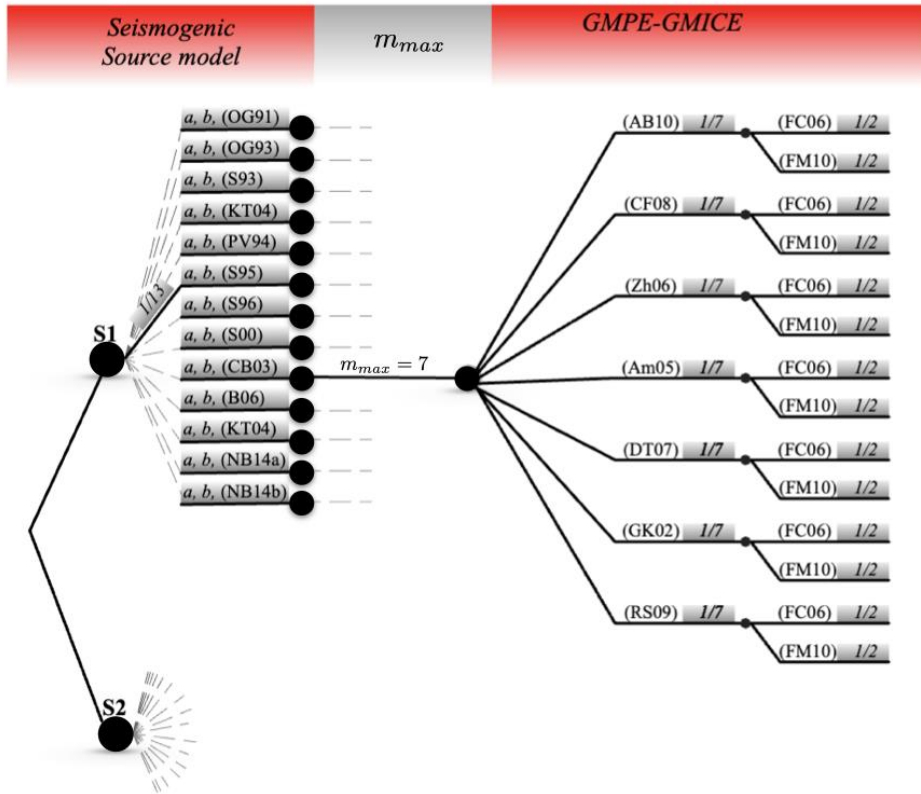 Seismogenic
Source model
m_max
GMPE-GMICE
a, b, (OG91)
a, b, (OG93)
a, b, (S93)
a, b, (KT04)
a, b, (PV94)
a, b, (S95)
a, b, (S96)
a, b, (S00)
a, b, (CB03)
a, b, (B06)
a, b, (KT04)
a, b, (NB14a)
a, b, (NB14b)
1/13
S1
S2
m_max = 7
(AB10) 1/7 (FC06) 1/2
(FM10) 1/2
(CF08) 1/7 (FC06) 1/2
(FM10) 1/2
(Zh06) 1/7 (FC06) 1/2
(FM10) 1/2
(Am05) 1/7 (FC06) 1/2
(FM10) 1/2
(DT07) 1/7 (FC06) 1/2
(FM10) 1/2
(GK02) 1/7 (FC06) 1/2
(FM10) 1/2
(RS09) 1/7 (FC06) 1/2
(FM10) 1/2